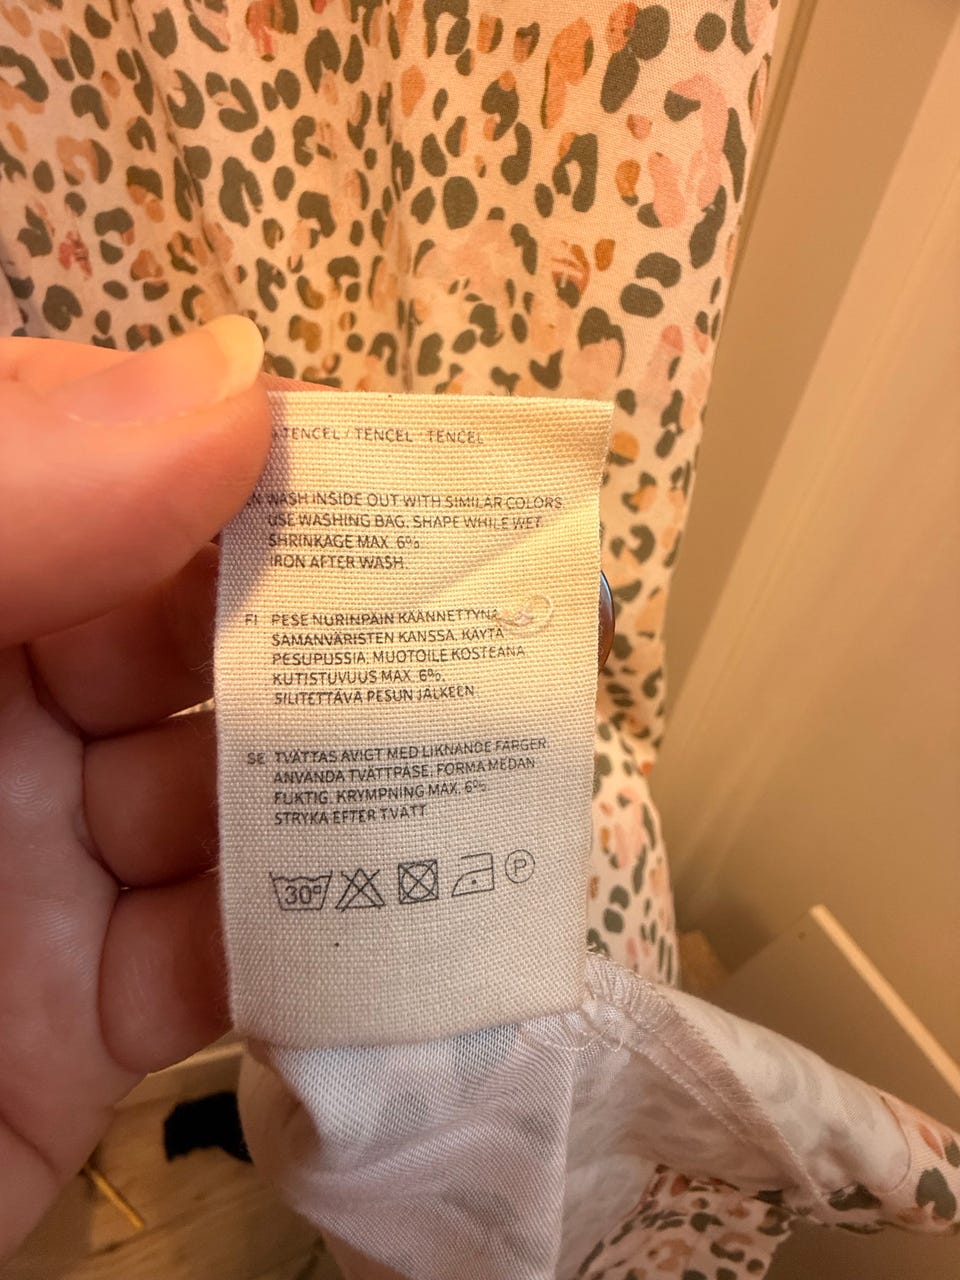 TENCEL / TENCEL TENCEL
WASH INSIDE OUT WITH SIMILAR COLORS.
USE WASHING BAG. SHAPE WHILE WET.
SHRINKAGE MAX. 6%.
IRON AFTER WASH.
FI PESE NURINPÄIN KÄÄNNETTYNÄ
SAMANVÄRISTEN KANSSA. KÄYTÄ
PESUPUSSIA. MUOTOILE KOSTEANA.
KUTISTUVUUS MAX. 6%.
SILITETTÄVÄ PESUN JÄLKEEN.
SE TVÄTTAS AVIGT MED LIKNANDE FÄRGER.
ANVÄNDA TVÄTTPÅSE. FORMA MEDAN
FUKTIG. KRYMPNING MAX. 6%.
STRYKA EFTER TVÄTT
30° P